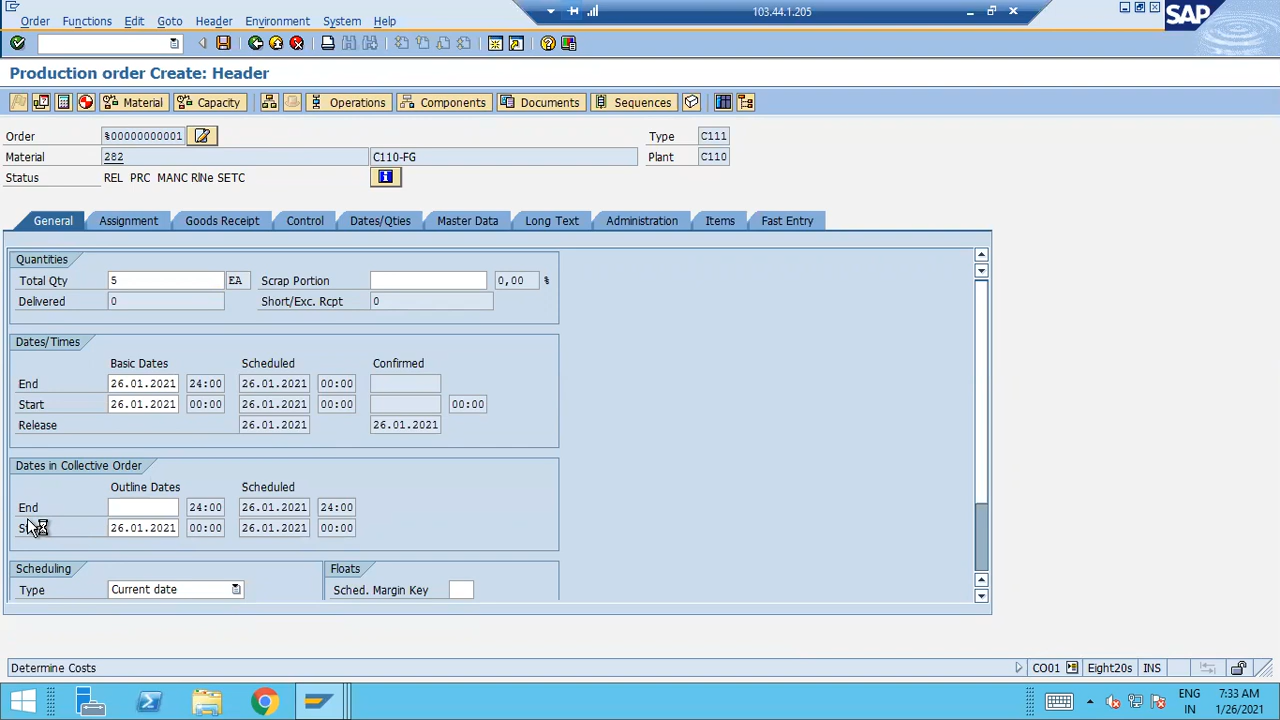 103.44.1.205
Order Functions Edit Goto Header Environment System Help
SAP
Production order Create: Header
Material Capacity Operations Components Documents Sequences
Order %00000000001 Type C111
Material 282 C110-FG Plant C110
Status REL PRC MANC RlNe SETC
General Assignment Goods Receipt Control Dates/Qties Master Data Long Text Administration Items Fast Entry
Quantities
Total Qty 5 EA Scrap Portion 0,00 %
Delivered 0 Short/Exc. Rcpt 0
Dates/Times
Basic Dates Scheduled Confirmed
End 26.01.2021 24:00 26.01.2021 00:00
Start 26.01.2021 00:00 26.01.2021 00:00 00:00
Release 26.01.2021 26.01.2021
Dates in Collective Order
Outline Dates Scheduled
End 24:00 26.01.2021 24:00
26.01.2021 00:00 26.01.2021 00:00
Scheduling Floats
Type Current date Sched. Margin Key
Determine Costs CO01 Eight20s INS
ENG 7:33 AM
IN 1/26/2021